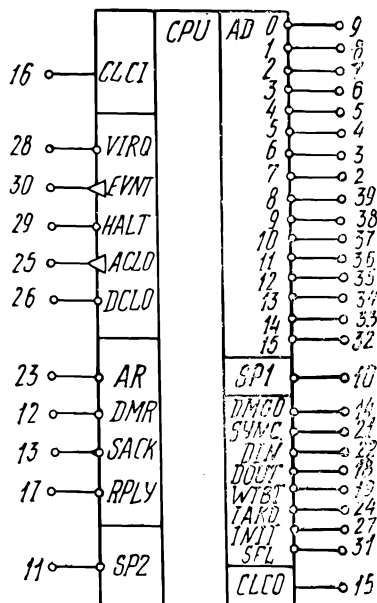 CPU
16 CLCI
28 VIRQ
30 EVNT
29 HALT
25 ACLO
26 DCLO
23 AR
12 DMR
13 SACK
17 RPLY
11 SP2
AD 0 9
1 8
2 7
3 6
4 5
5 4
6 3
7 2
8 39
9 38
10 37
11 36
12 35
13 34
14 33
15 32
SP1 10
DMGO 14
SYNC 21
DIN 22
DOUT 18
WTBT 19
IAKO 24
INIT 27
SEL 31
CLCO 15